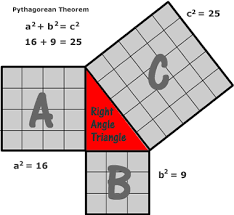 Pythagorean Theorem
a² + b² = c²
16 + 9 = 25
c² = 25
C
A
Right
Angle
Triangle
B
a² = 16
b² = 9